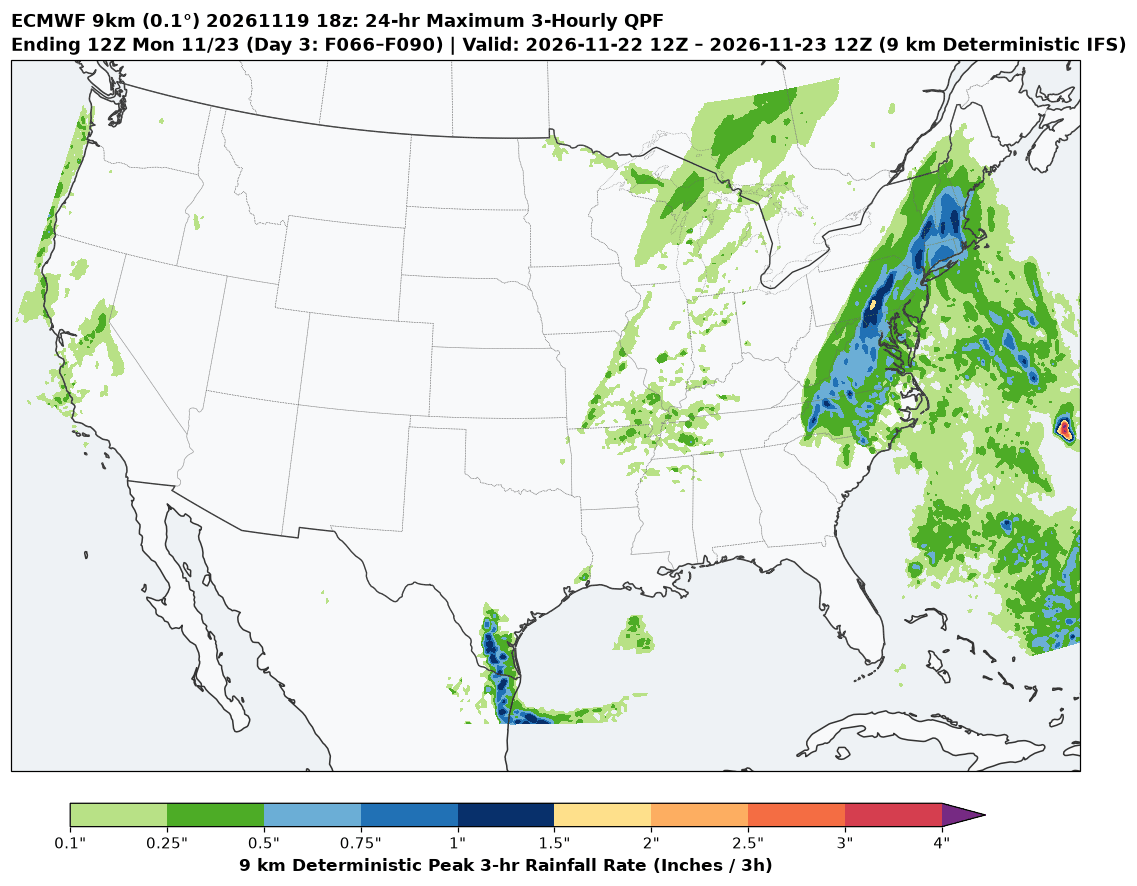 ECMWF 9km (0.1°) 20261119 18z: 24-hr Maximum 3-Hourly QPF
Ending 12Z Mon 11/23 (Day 3: F066–F090) | Valid: 2026-11-22 12Z – 2026-11-23 12Z (9 km Deterministic IFS)
0.1" 0.25" 0.5" 0.75" 1" 1.5" 2" 2.5" 3" 4"
9 km Deterministic Peak 3-hr Rainfall Rate (Inches / 3h)